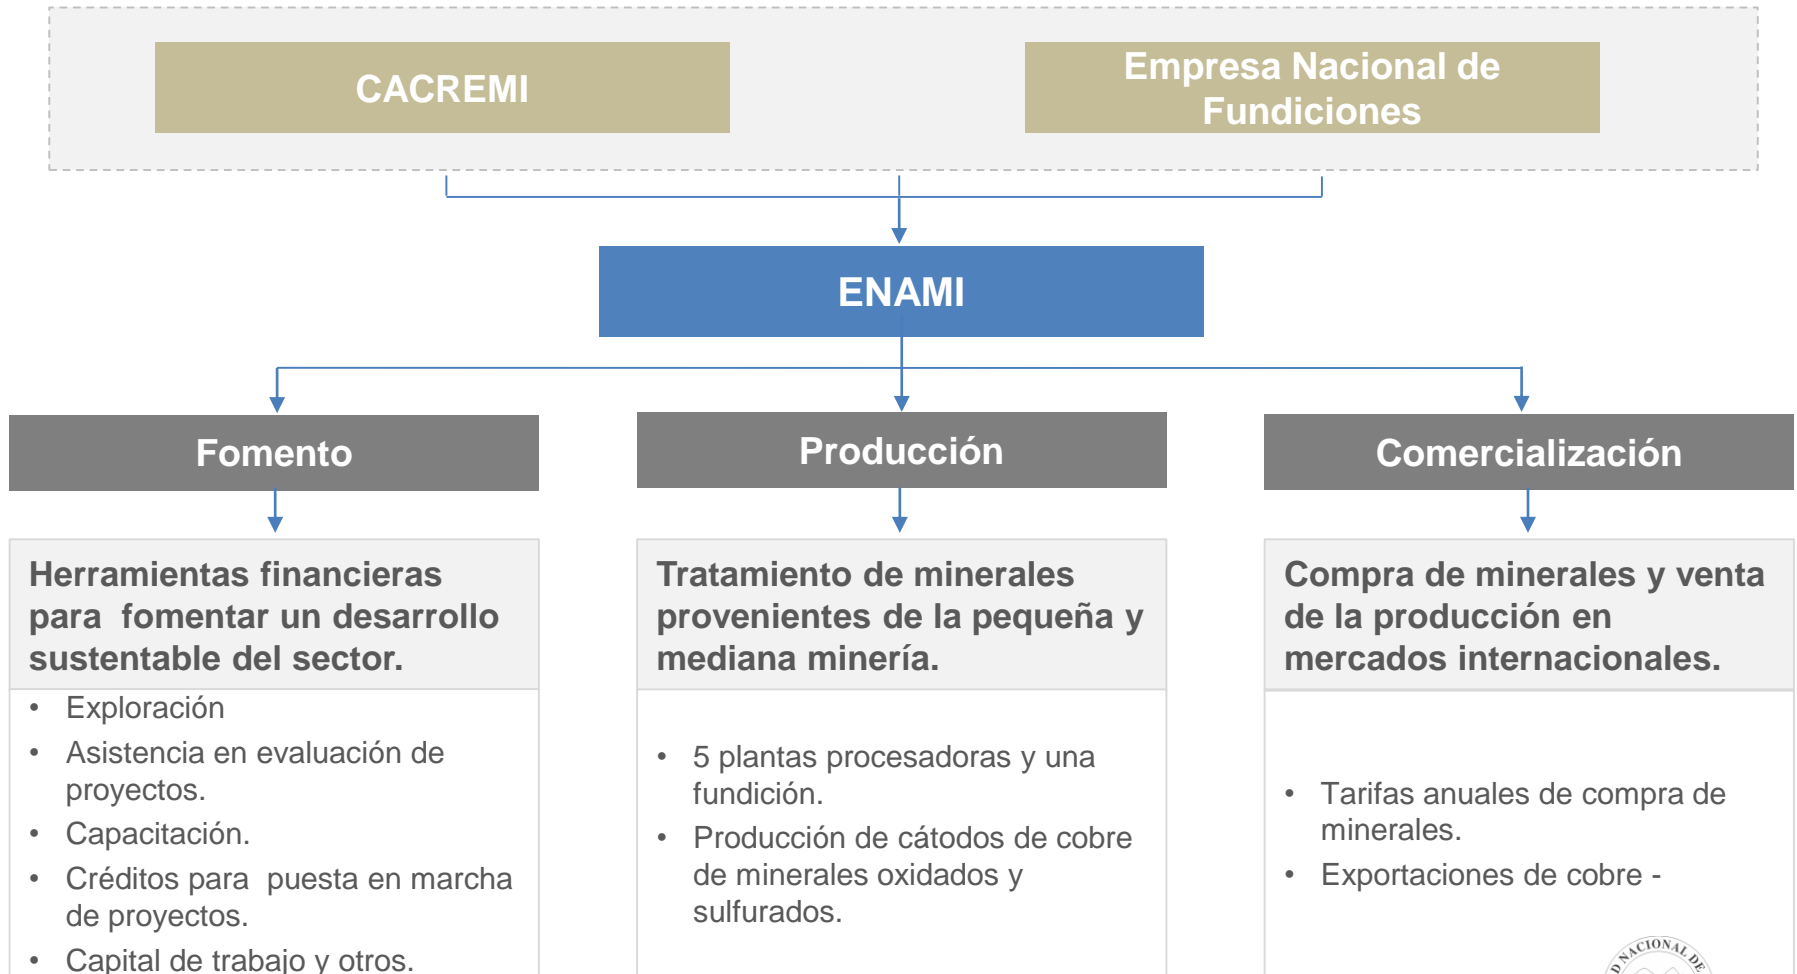 CACREMI
Empresa Nacional de
Fundiciones
ENAMI
Fomento
Producción
Comercialización
Herramientas financieras
para  fomentar un desarrollo
sustentable del sector.
• Exploración
• Asistencia en evaluación de
proyectos.
• Capacitación.
• Créditos para  puesta en marcha
de proyectos.
• Capital de trabajo y otros.
Tratamiento de minerales
provenientes de la pequeña y
mediana minería.
• 5 plantas procesadoras y una
fundición.
• Producción de cátodos de cobre
de minerales oxidados y
sulfurados.
Compra de minerales y venta
de la producción en
mercados internacionales.
• Tarifas anuales de compra de
minerales.
• Exportaciones de cobre -
NACIONAL DE